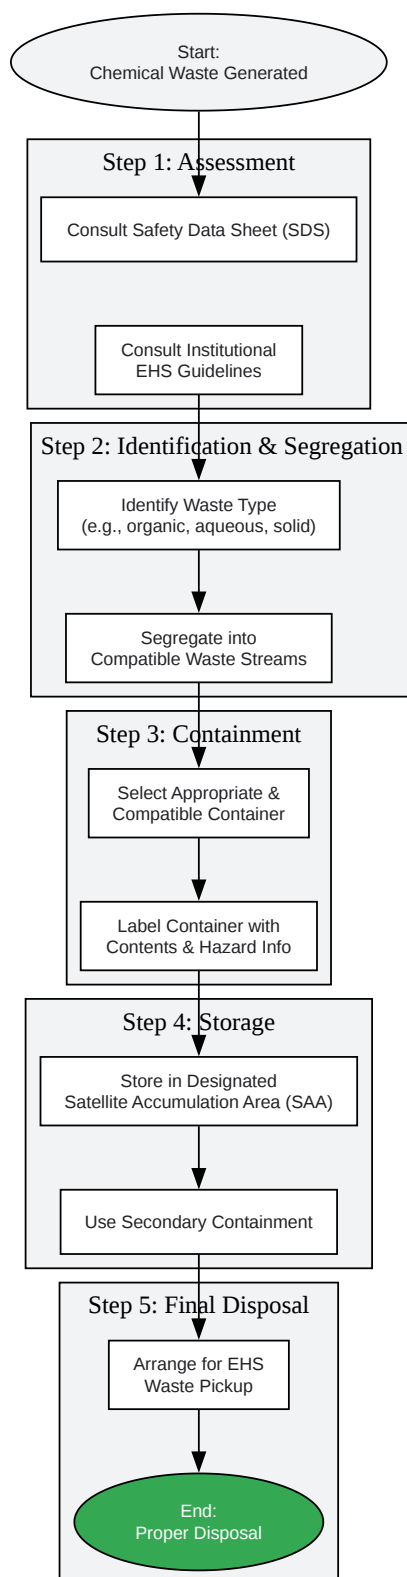 Start:
Chemical Waste Generated
Step 1: Assessment
Consult Safety Data Sheet (SDS)
Consult Institutional
EHS Guidelines
Step 2: Identification & Segregation
Identify Waste Type
(e.g., organic, aqueous, solid)
Segregate into
Compatible Waste Streams
Step 3: Containment
Select Appropriate &
Compatible Container
Label Container with
Contents & Hazard Info
Step 4: Storage
Store in Designated
Satellite Accumulation Area (SAA)
Use Secondary Containment
Step 5: Final Disposal
Arrange for EHS
Waste Pickup
End:
Proper Disposal